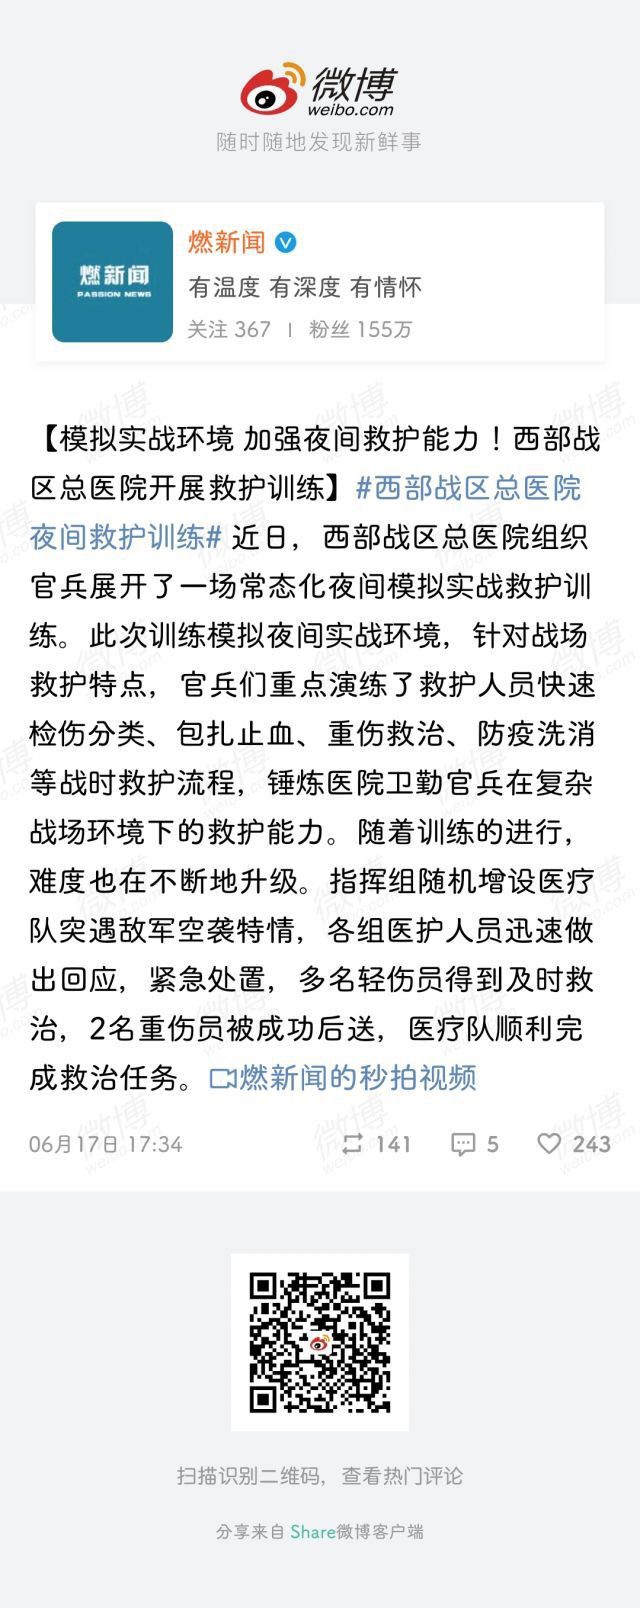 微博
weibo.com
随时随地发现新鲜事
燃新闻
PASSION NEWS
燃新闻
有温度 有深度 有情怀
关注 367 | 粉丝 155万
【模拟实战环境 加强夜间救护能力！西部战
区总医院开展救护训练】#西部战区总医院
夜间救护训练# 近日，西部战区总医院组织
官兵展开了一场常态化夜间模拟实战救护训
练。此次训练模拟夜间实战环境，针对战场
救护特点，官兵们重点演练了救护人员快速
检伤分类、包扎止血、重伤救治、防疫洗消
等战时救护流程，锤炼医院卫勤官兵在复杂
战场环境下的救护能力。随着训练的进行，
难度也在不断地升级。指挥组随机增设医疗
队突遇敌军空袭特情，各组医护人员迅速做
出回应，紧急处置，多名轻伤员得到及时救
治，2名重伤员被成功后送，医疗队顺利完
成救治任务。燃新闻的秒拍视频
06月17日 17:34 141 5 243
扫描识别二维码，查看热门评论
分享来自 Share微博客户端